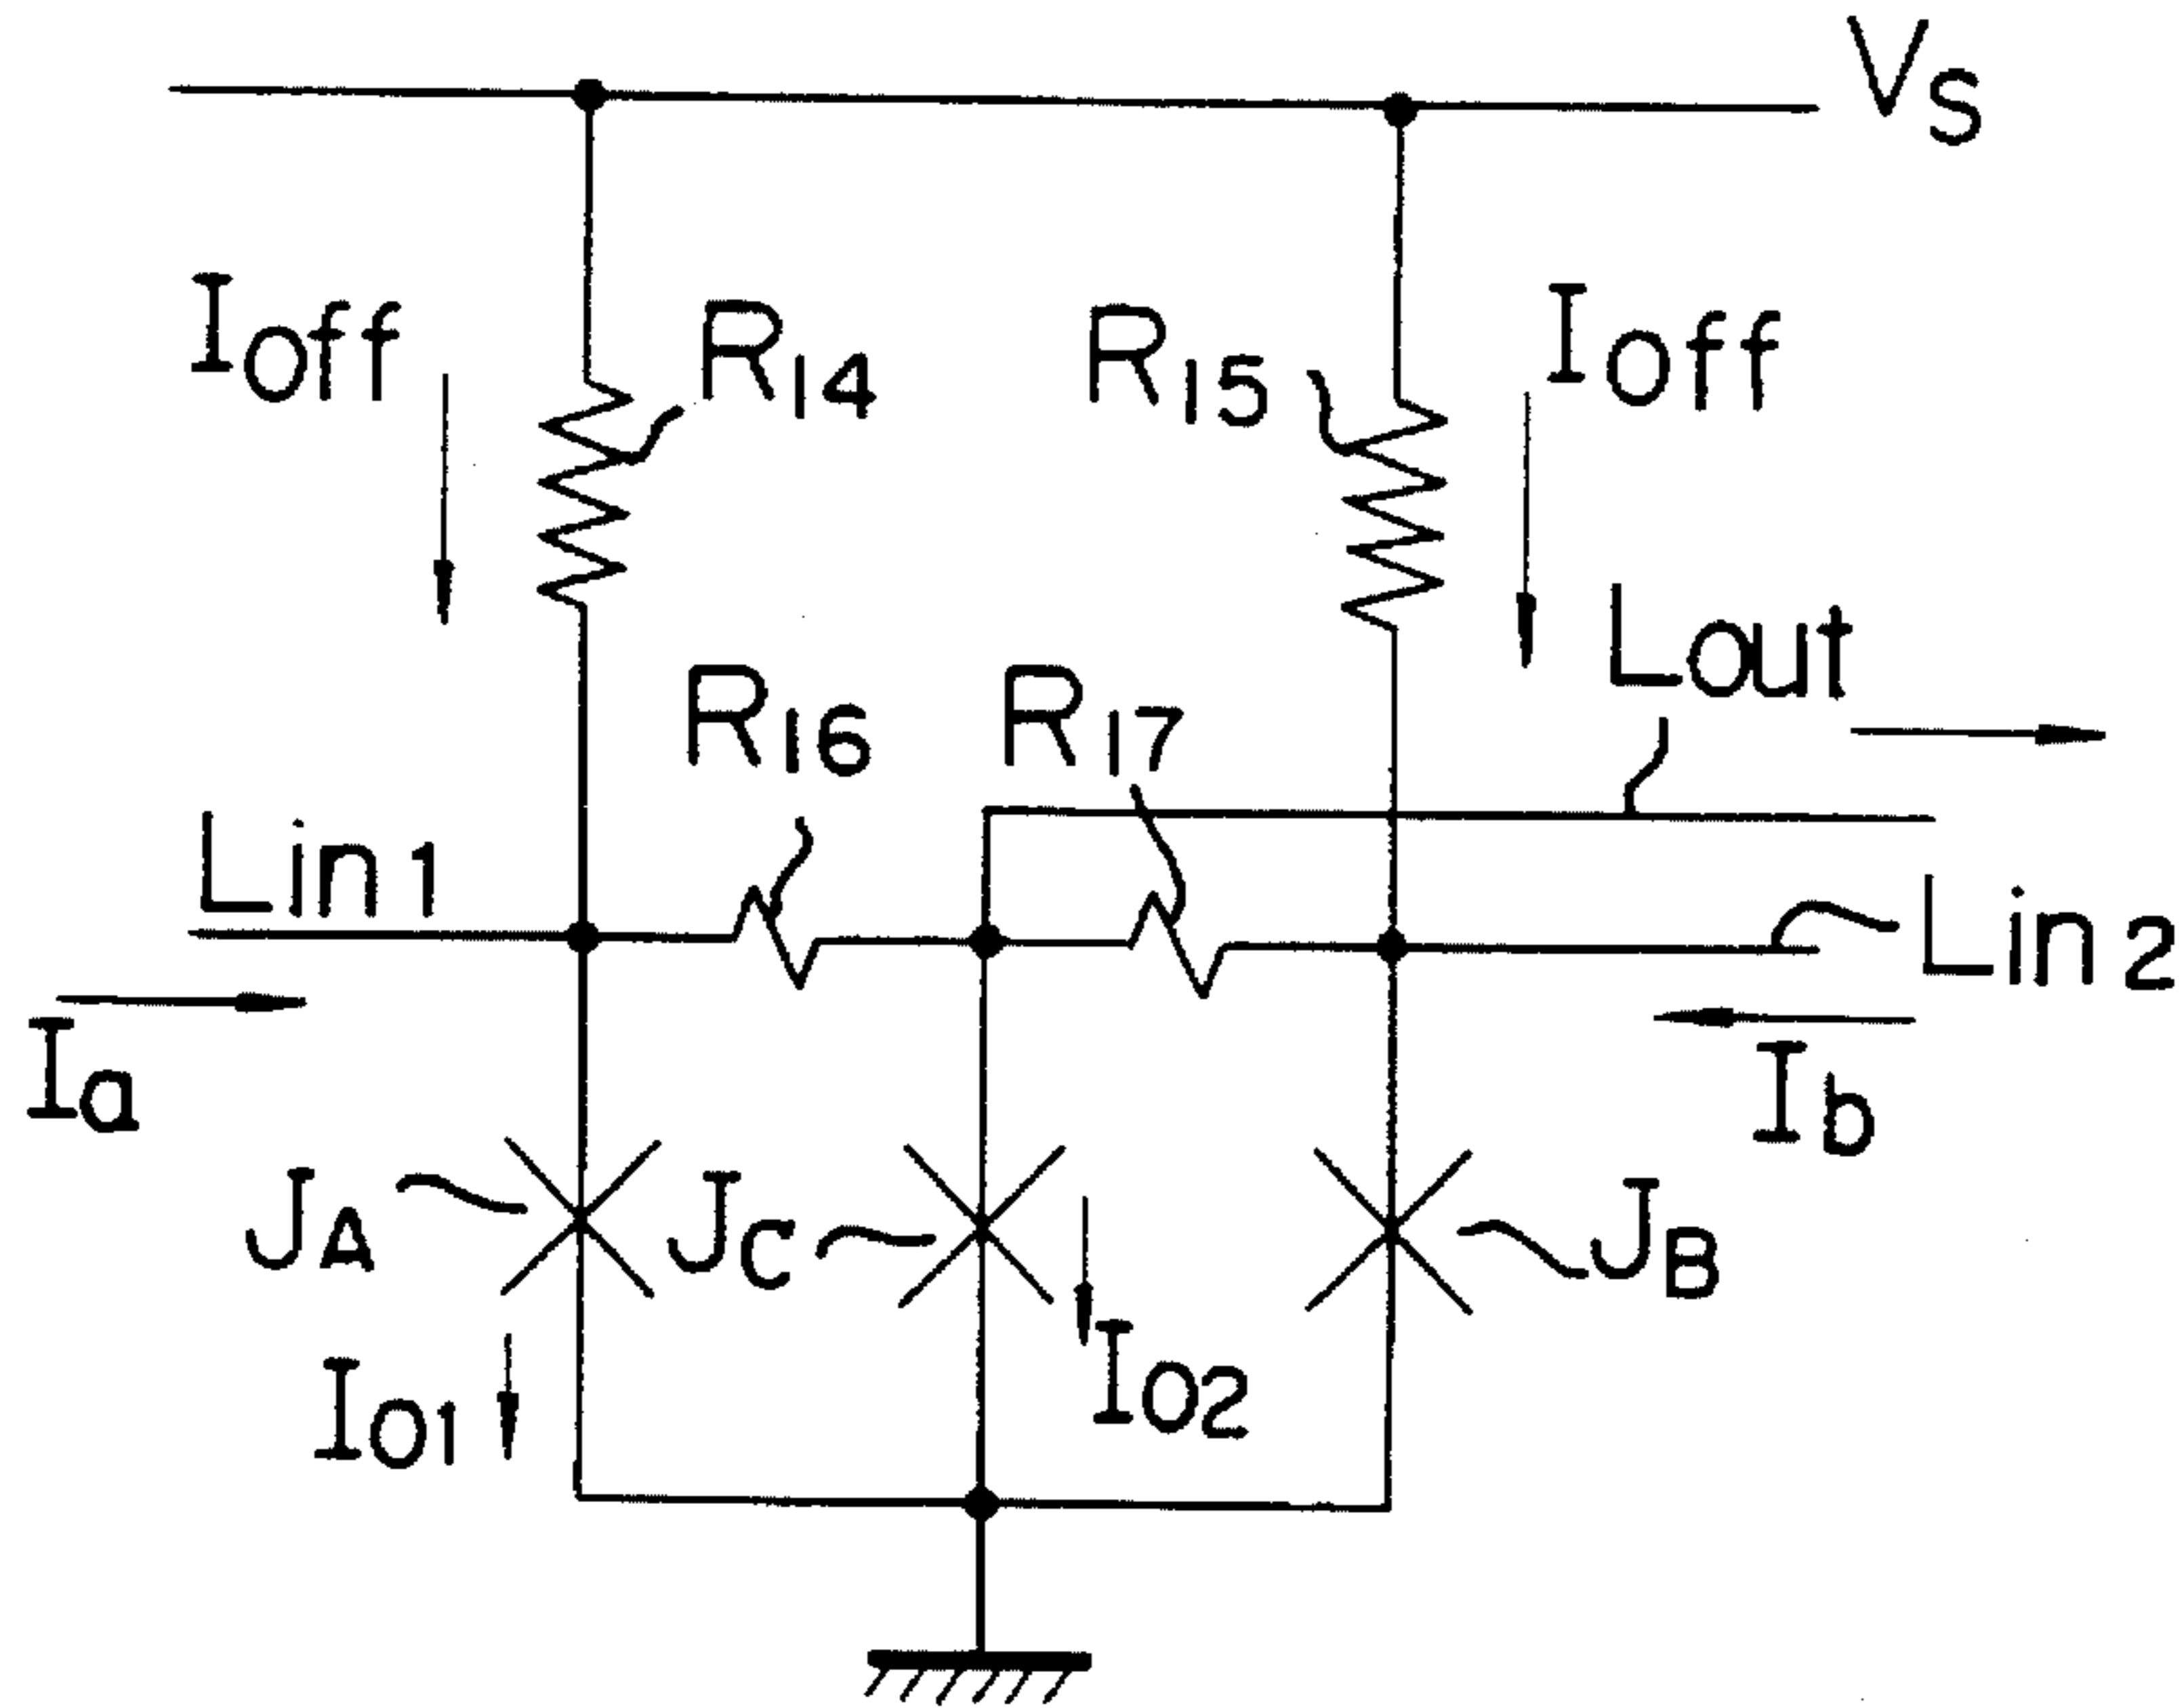 VS
Ioff
R14
R15
Ioff
Lout
R16
R17
Lin1
Lin2
Ia
Ib
JA
JC
JB
I01
I02